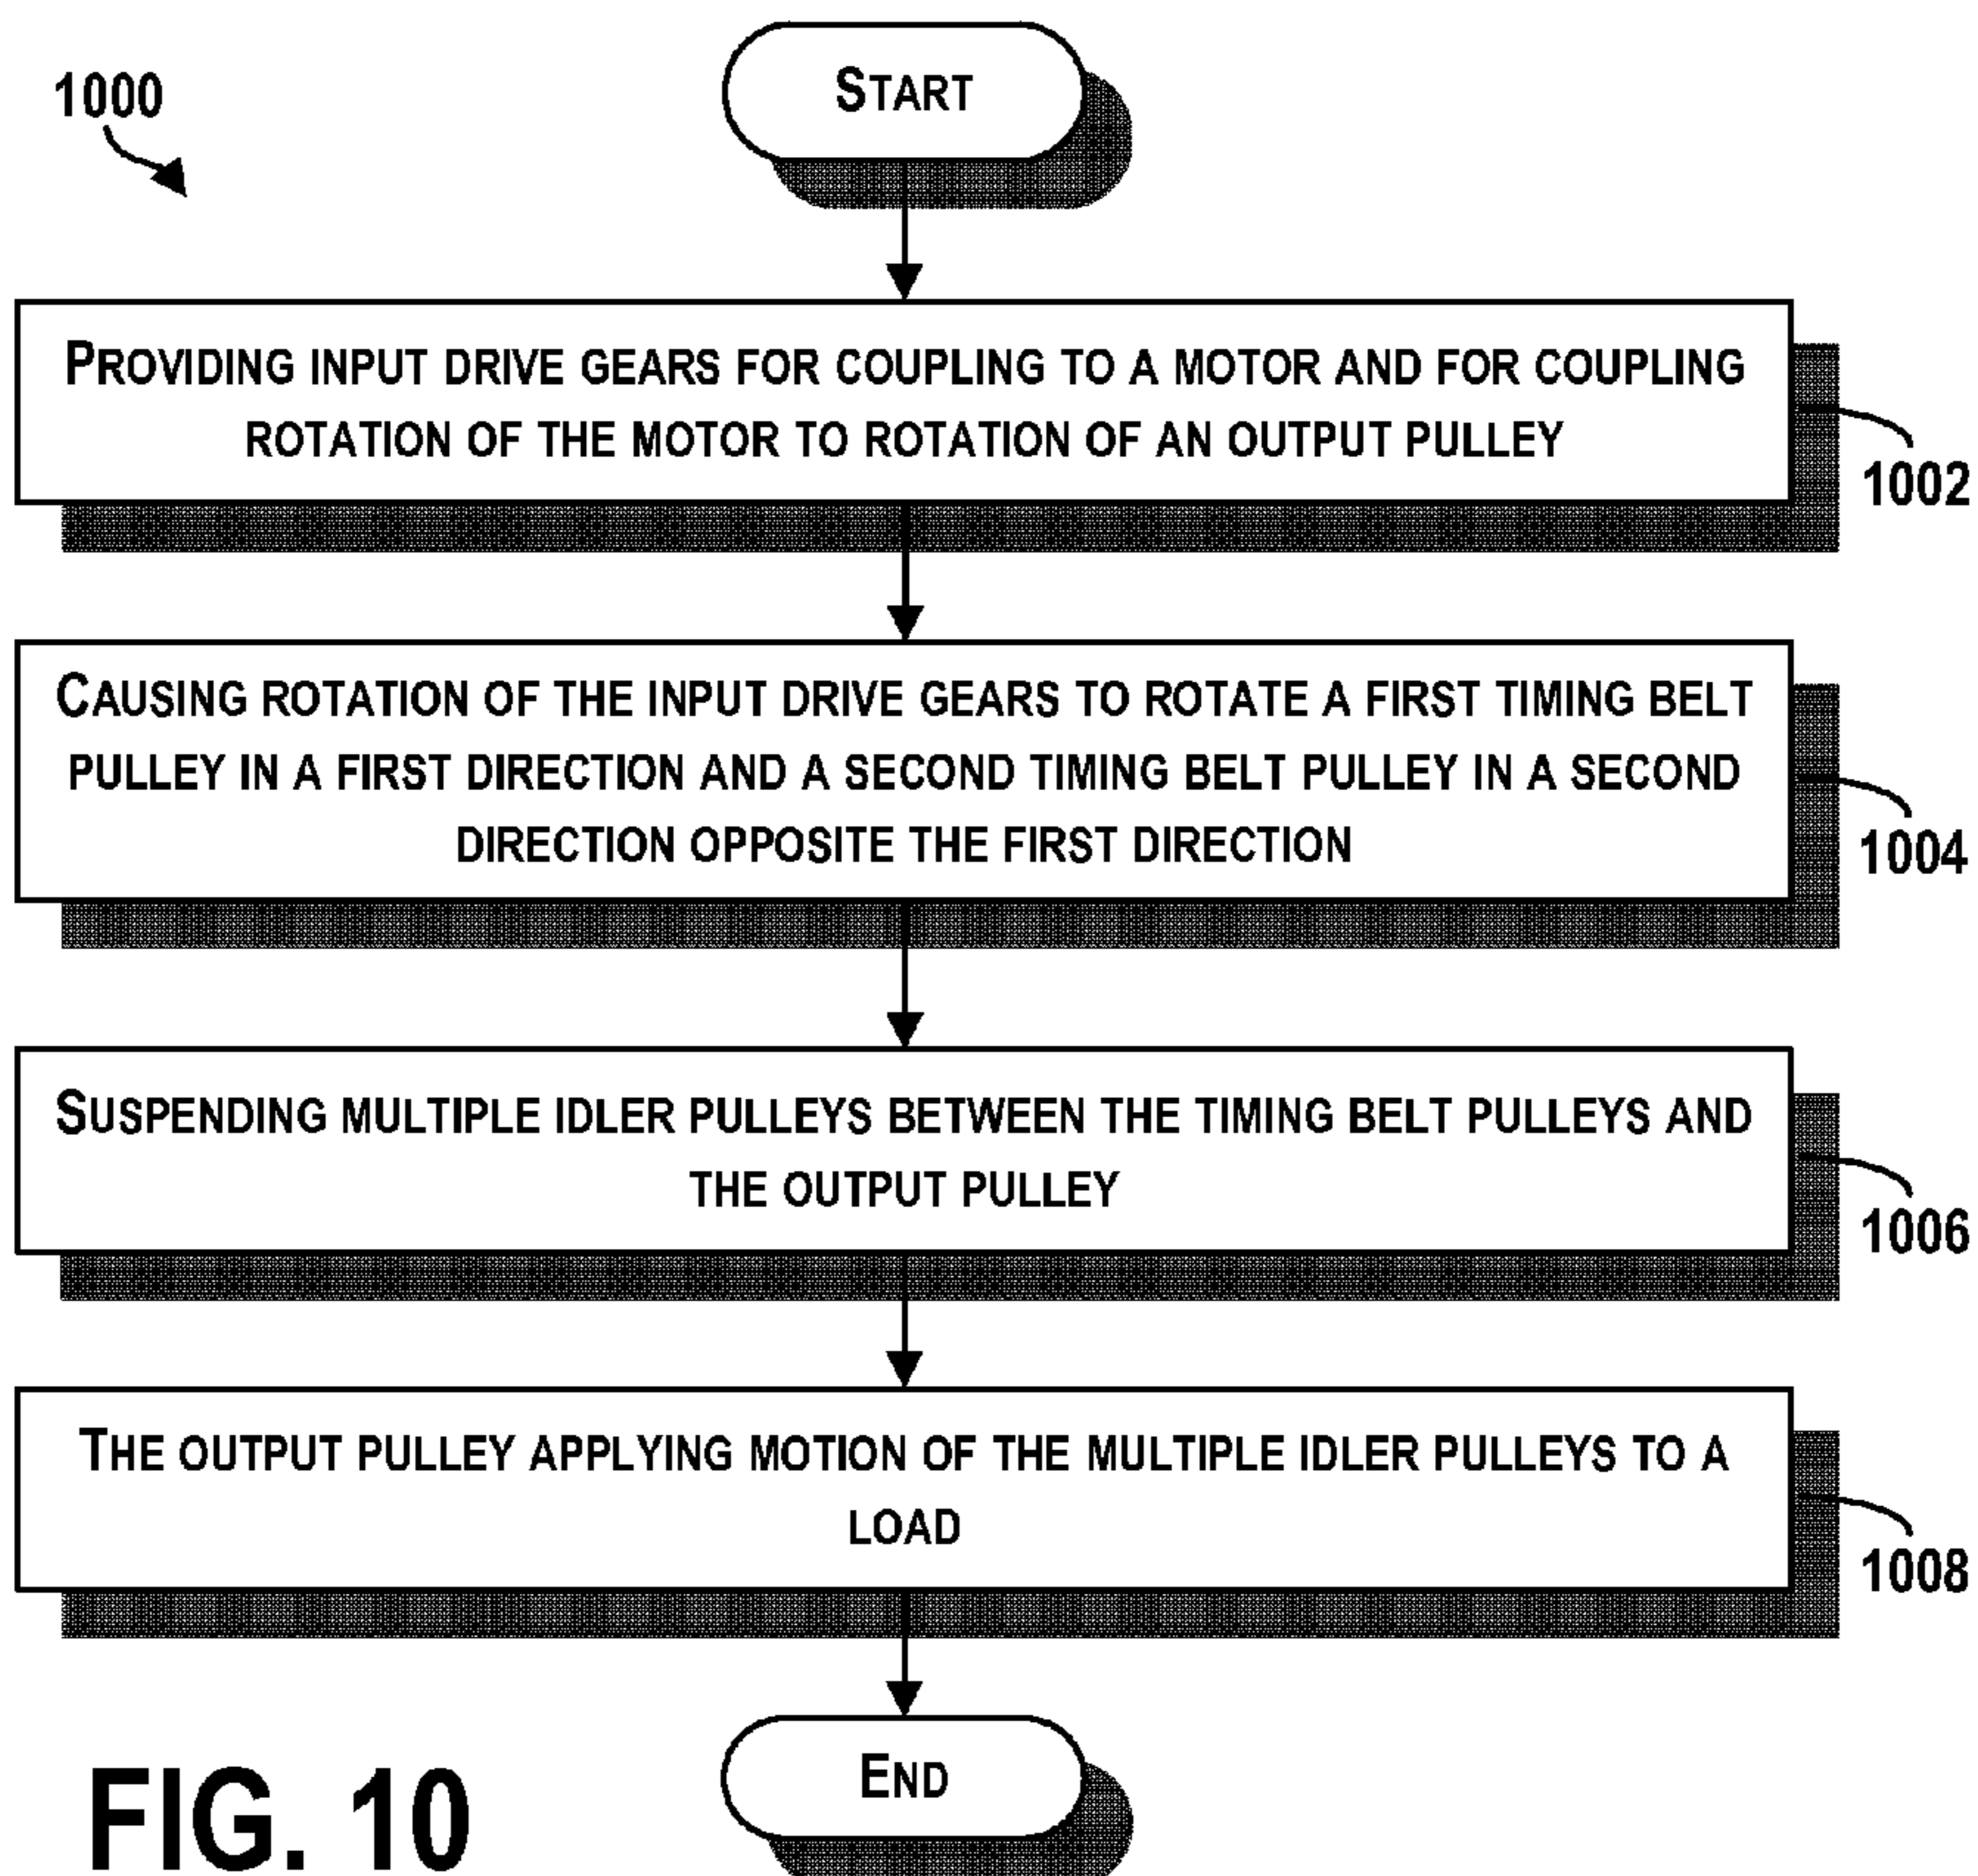 1000
START
PROVIDING INPUT DRIVE GEARS FOR COUPLING TO A MOTOR AND FOR COUPLING
ROTATION OF THE MOTOR TO ROTATION OF AN OUTPUT PULLEY
1002
CAUSING ROTATION OF THE INPUT DRIVE GEARS TO ROTATE A FIRST TIMING BELT
PULLEY IN A FIRST DIRECTION AND A SECOND TIMING BELT PULLEY IN A SECOND
DIRECTION OPPOSITE THE FIRST DIRECTION
1004
SUSPENDING MULTIPLE IDLER PULLEYS BETWEEN THE TIMING BELT PULLEYS AND
THE OUTPUT PULLEY
1006
THE OUTPUT PULLEY APPLYING MOTION OF THE MULTIPLE IDLER PULLEYS TO A
LOAD
1008
END
FIG. 10